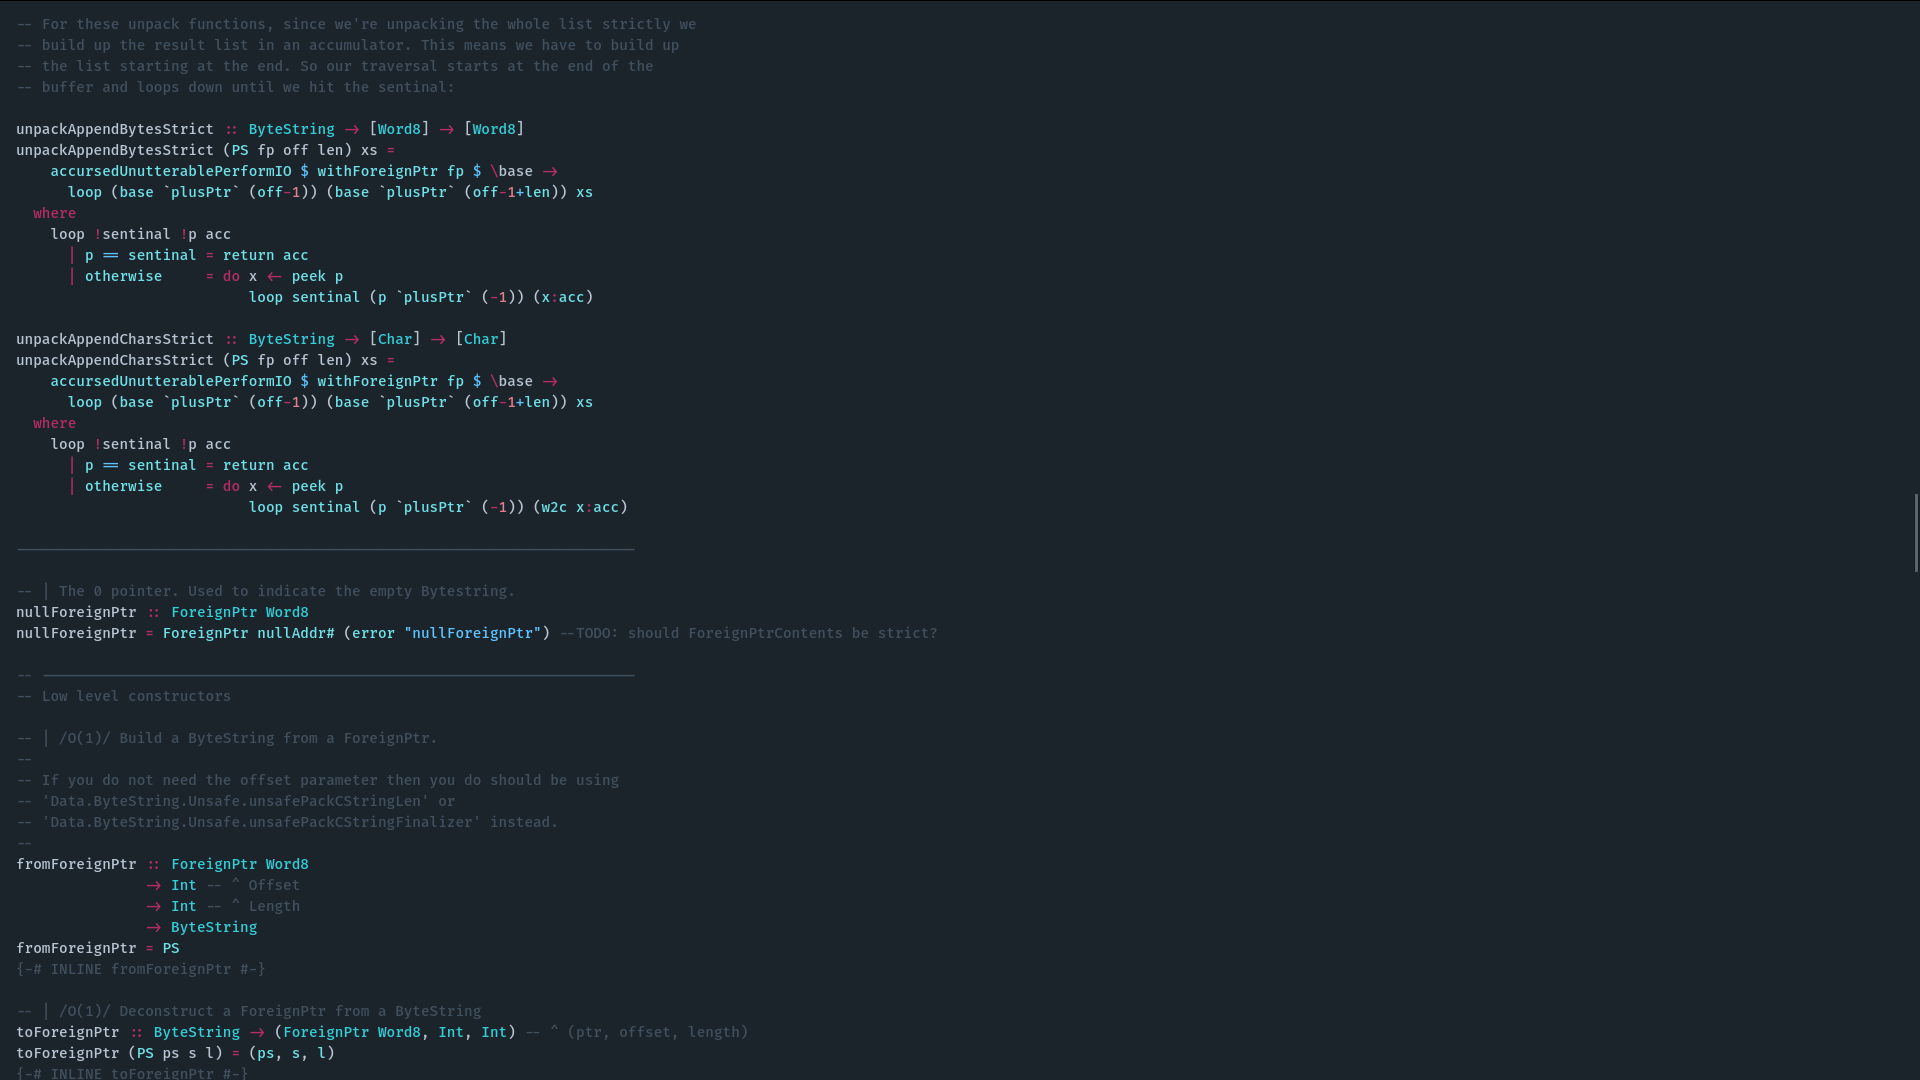 -- For these unpack functions, since we're unpacking the whole list strictly we
-- build up the result list in an accumulator. This means we have to build up
-- the list starting at the end. So our traversal starts at the end of the
-- buffer and loops down until we hit the sentinal:

unpackAppendBytesStrict :: ByteString -> [Word8] -> [Word8]
unpackAppendBytesStrict (PS fp off len) xs =
    accursedUnutterablePerformIO $ withForeignPtr fp $ \base ->
      loop (base `plusPtr` (off-1)) (base `plusPtr` (off-1+len)) xs
  where
    loop !sentinal !p acc
      | p == sentinal = return acc
      | otherwise     = do x <- peek p
                           loop sentinal (p `plusPtr` (-1)) (x:acc)

unpackAppendCharsStrict :: ByteString -> [Char] -> [Char]
unpackAppendCharsStrict (PS fp off len) xs =
    accursedUnutterablePerformIO $ withForeignPtr fp $ \base ->
      loop (base `plusPtr` (off-1)) (base `plusPtr` (off-1+len)) xs
  where
    loop !sentinal !p acc
      | p == sentinal = return acc
      | otherwise     = do x <- peek p
                           loop sentinal (p `plusPtr` (-1)) (w2c x:acc)

------------------------------------------------------------------------

-- | The 0 pointer. Used to indicate the empty Bytestring.
nullForeignPtr :: ForeignPtr Word8
nullForeignPtr = ForeignPtr nullAddr# (error "nullForeignPtr") --TODO: should ForeignPtrContents be strict?

-- ---------------------------------------------------------------------
-- Low level constructors

-- | /O(1)/ Build a ByteString from a ForeignPtr.
--
-- If you do not need the offset parameter then you do should be using
-- 'Data.ByteString.Unsafe.unsafePackCStringLen' or
-- 'Data.ByteString.Unsafe.unsafePackCStringFinalizer' instead.
--
fromForeignPtr :: ForeignPtr Word8
               -> Int -- ^ Offset
               -> Int -- ^ Length
               -> ByteString
fromForeignPtr = PS
{-# INLINE fromForeignPtr #-}

-- | /O(1)/ Deconstruct a ForeignPtr from a ByteString
toForeignPtr :: ByteString -> (ForeignPtr Word8, Int, Int) -- ^ (ptr, offset, length)
toForeignPtr (PS ps s l) = (ps, s, l)
{-# INLINE toForeignPtr #-}